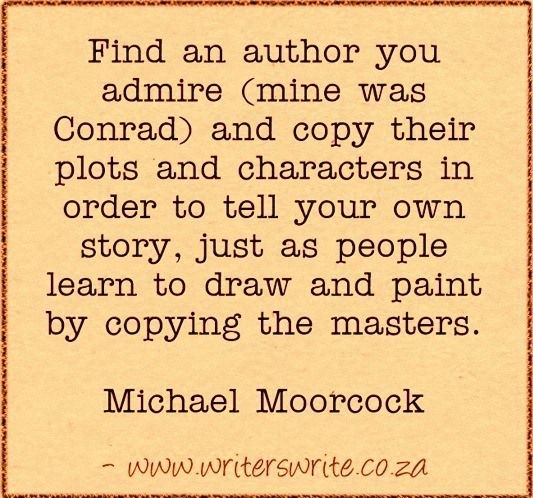 Find an author you
admire (mine was
Conrad) and copy their
plots and characters in
order to tell your own
story, just as people
learn to draw and paint
by copying the masters.
Michael Moorcock
- www.writerswrite.co.za